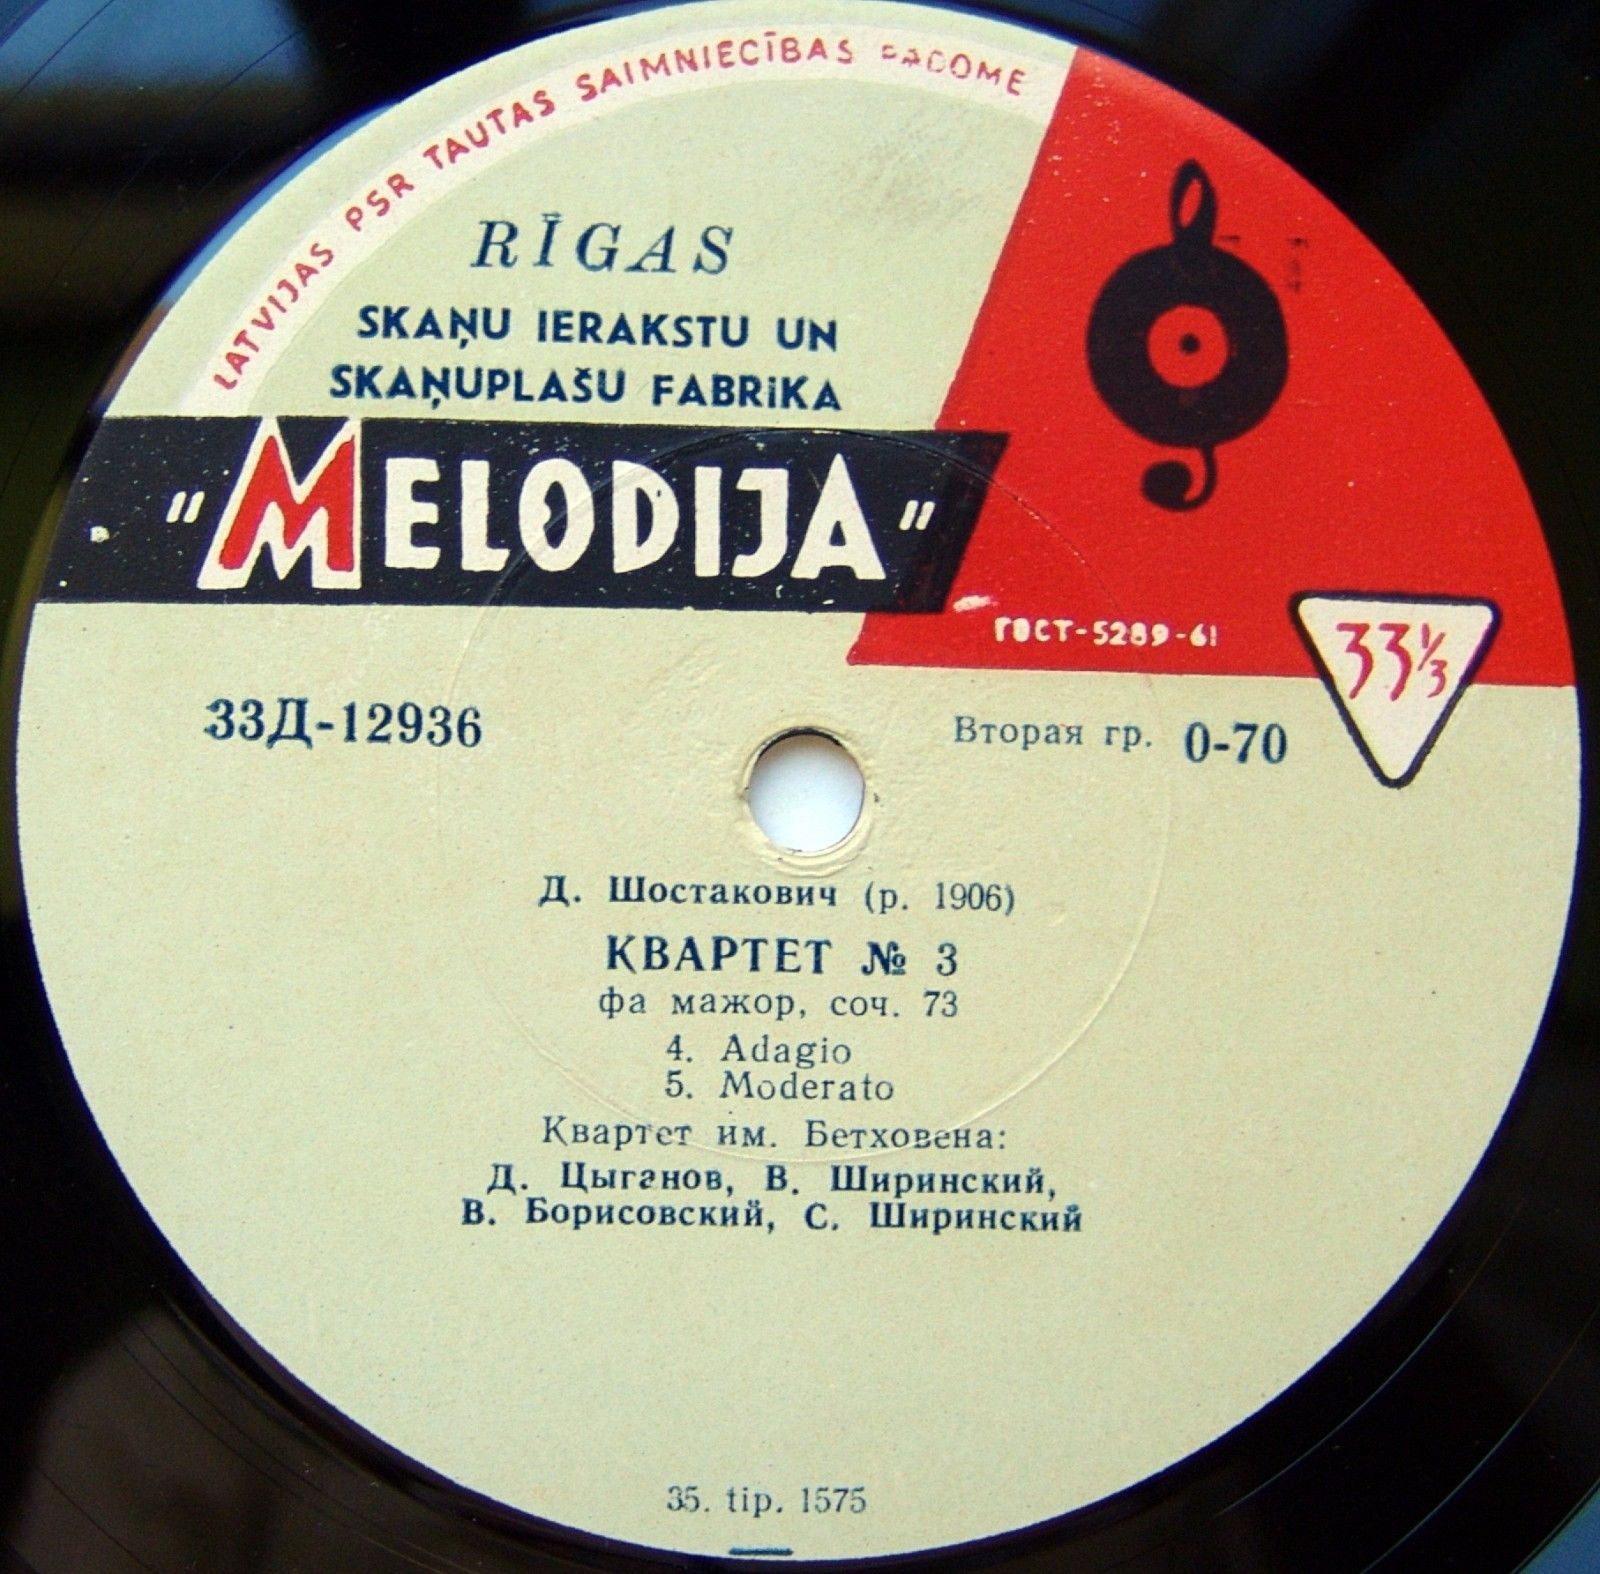 LATVIJAS PSR TAUTAS SAIMNIECĪBAS PADOME
RĪGAS
SKAŅU IERAKSTU UN
SKAŅUPLAŠU FABRIKA
"MELODIJA"
ГОСТ-5289-61
33⅓
33Д-12936
Вторая гр. 0-70
Д. Шостакович (р. 1906)
КВАРТЕТ № 3
фа мажор, соч. 73
4. Adagio
5. Moderato
Квартет им. Бетховена:
Д. Цыганов, В. Ширинский,
В. Борисовский, С. Ширинский
35. tip. 1575